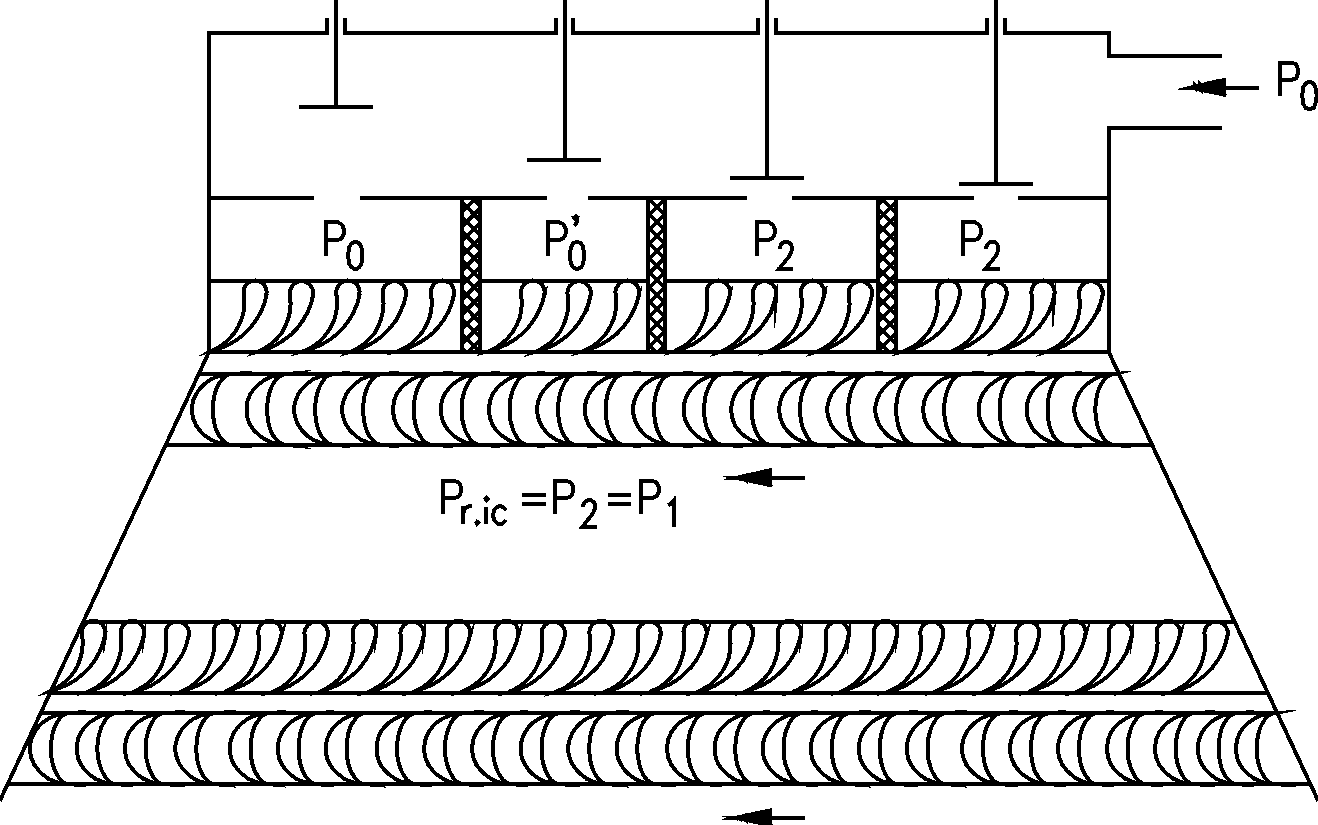 P₀
P₀ P₀' P₂ P₂
Pᵣ.ᵢc = P₂ = P₁